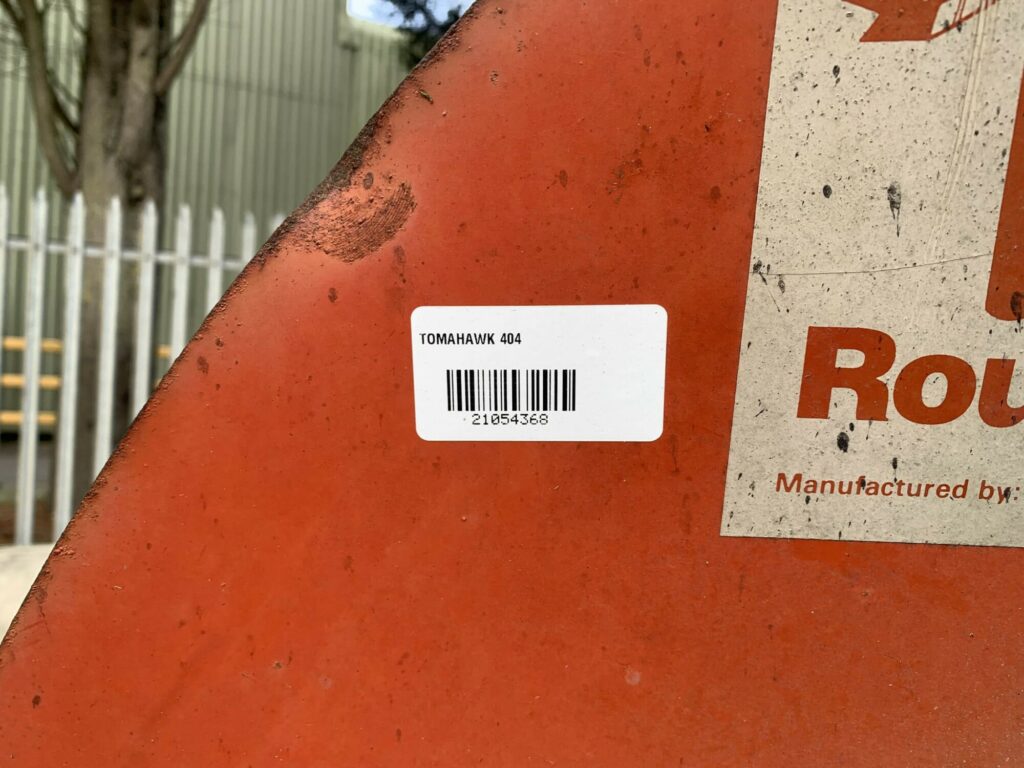 TOMAHAWK 404
21054368
Rou
Manufactured by: